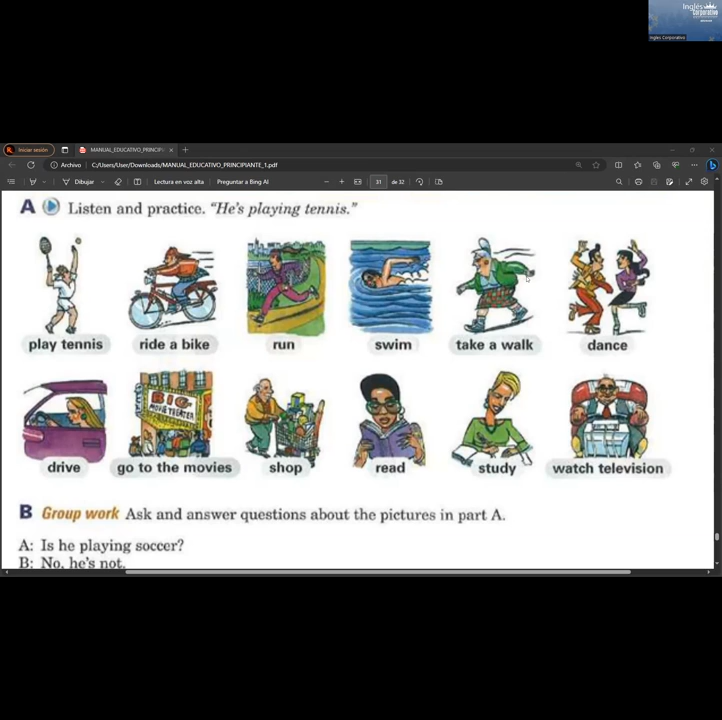 Inglés
Corporativo
Inglés Corporativo
Iniciar sesión
MANUAL_EDUCATIVO_PRINCIPI
Archivo
C:/Users/User/Downloads/MANUAL_EDUCATIVO_PRINCIPIANTE_1.pdf
Dibujar
Lectura en voz alta
Preguntar a Bing AI
31
de 32
A Listen and practice. “He's playing tennis.”
play tennis
ride a bike
run
swim
take a walk
dance
BIG
MOVIE THEATER
drive
go to the movies
shop
read
study
watch television
B Group work Ask and answer questions about the pictures in part A.
A: Is he playing soccer?
B: No, he's not.